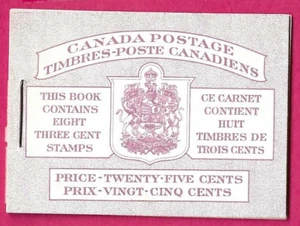 CANADA POSTAGE
TIMBRES-POSTE CANADIENS
THIS BOOK
CONTAINS
EIGHT
THREE CENT
STAMPS
CE CARNET
CONTIENT
HUIT
TIMBRES DE
TROIS CENTS
PRICE-TWENTY-FIVE CENTS
PRIX-VINGT-CINQ CENTS